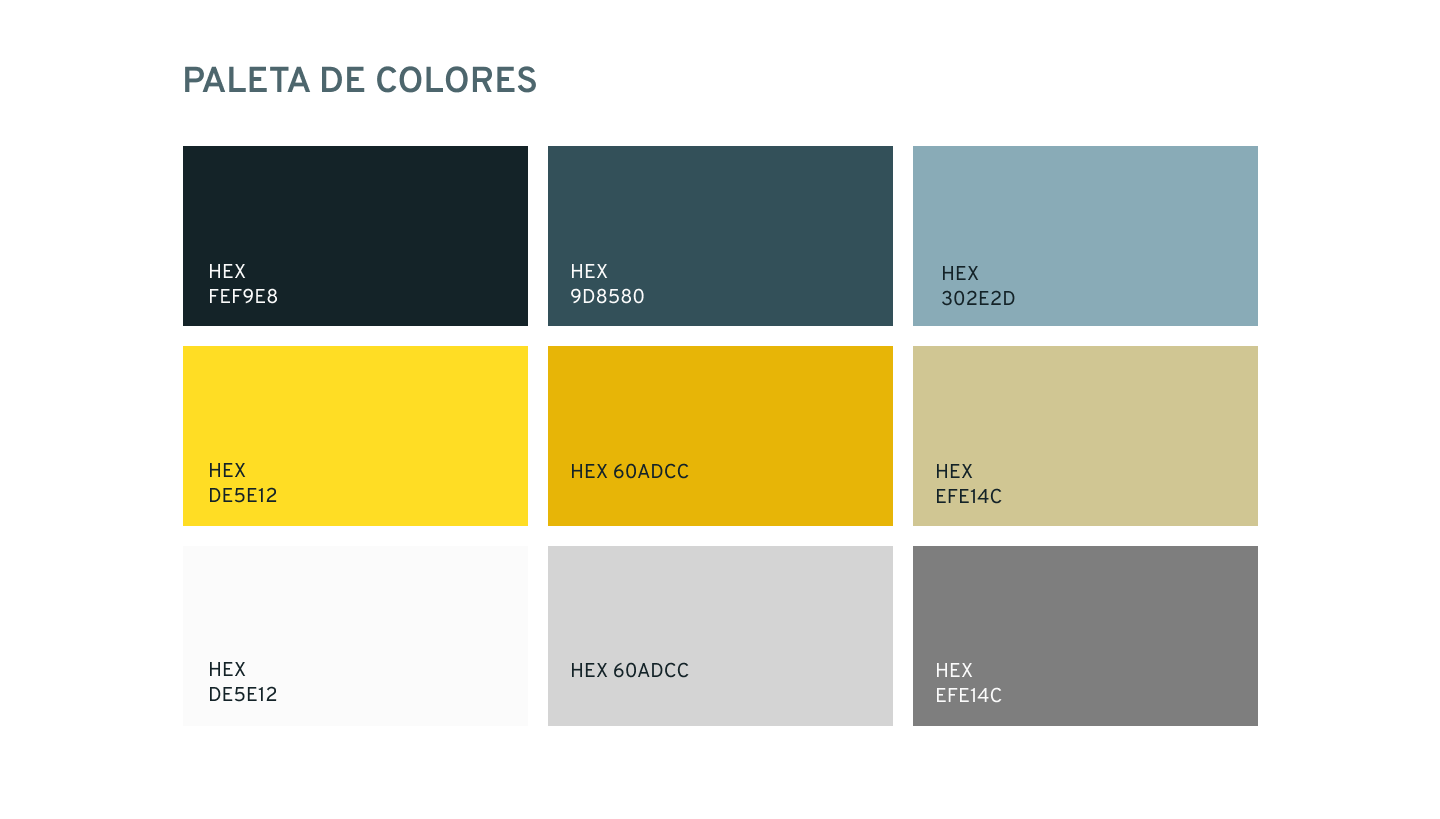 PALETA DE COLORES
HEX
FEF9E8
HEX
9D8580
HEX
302E2D
HEX
DE5E12
HEX 60ADCC
HEX
EFE14C
HEX
DE5E12
HEX 60ADCC
HEX
EFE14C